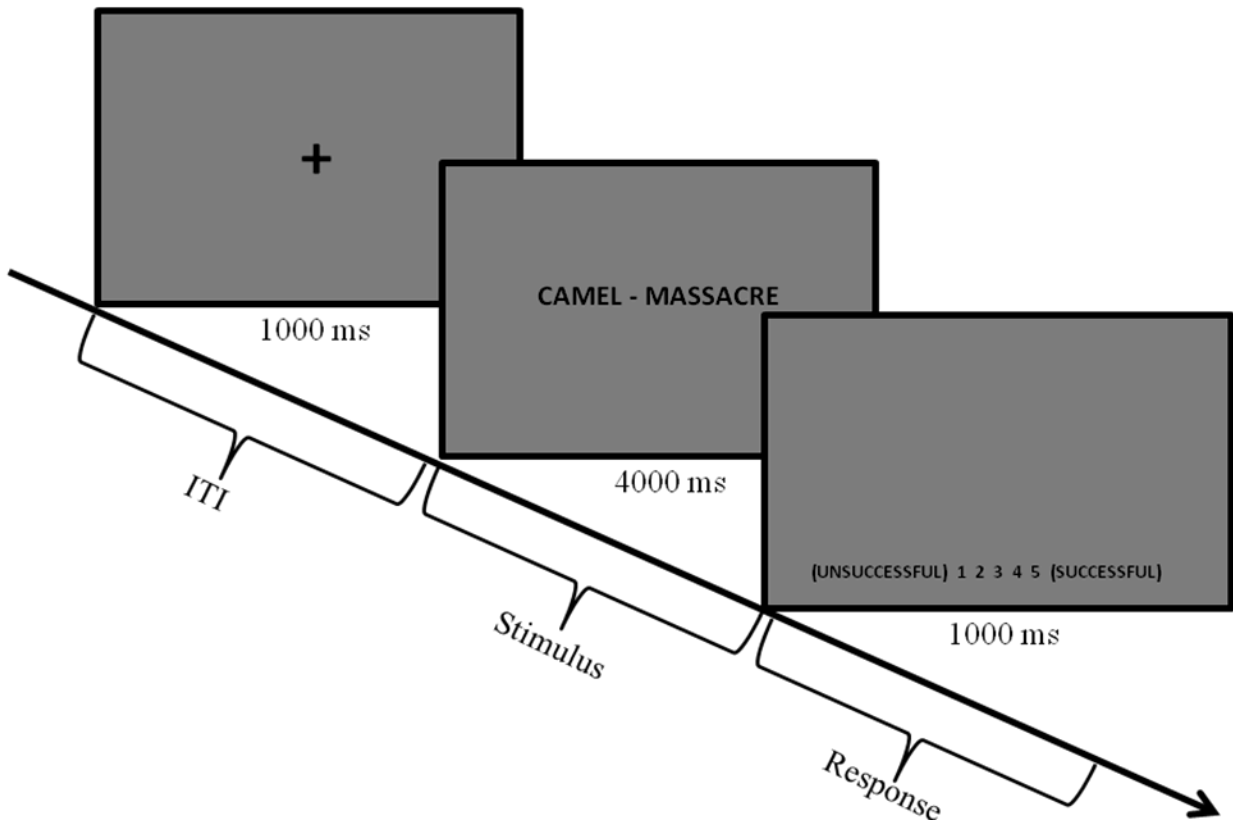 +
1000 ms
CAMEL - MASSACRE
4000 ms
(UNSUCCESSFUL) 1 2 3 4 5 (SUCCESSFUL)
1000 ms
ITI
Stimulus
Response